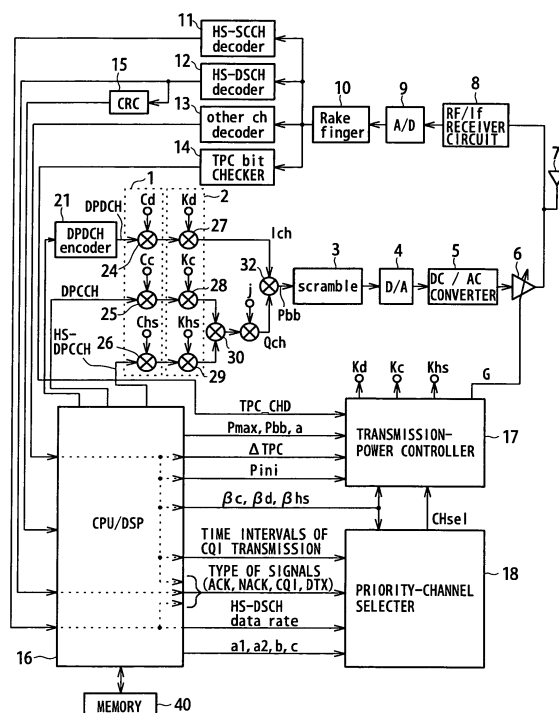 11
HS-SCCH
decoder
12
HS-DSCH
decoder
15
CRC
13
other ch
decoder
14
TPC bit
CHECKER
10
Rake
finger
9
A/D
8
RF/If
RECEIVER
CIRCUIT
7
1
2
21
DPDCH
encoder
DPDCH
Cd
Kd
24
27
Ich
Cc
Kc
DPCCH
25
28
Chs
Khs
HS-
DPCCH
26
29
30
j
Qch
32
Pbb
3
scramble
4
D/A
5
DC / AC
CONVERTER
6
Kd
Kc
Khs
G
TPC_CHD
Pmax, Pbb, a
ΔTPC
Pini
TRANSMISSION-
POWER CONTROLLER
17
βc, βd, βhs
CHsel
CPU/DSP
16
TIME INTERVALS OF
CQI TRANSMISSION
TYPE OF SIGNALS
(ACK, NACK, CQI, DTX)
HS-DSCH
data rate
a1, a2, b, c
PRIORITY-CHANNEL
SELECTER
18
MEMORY
40